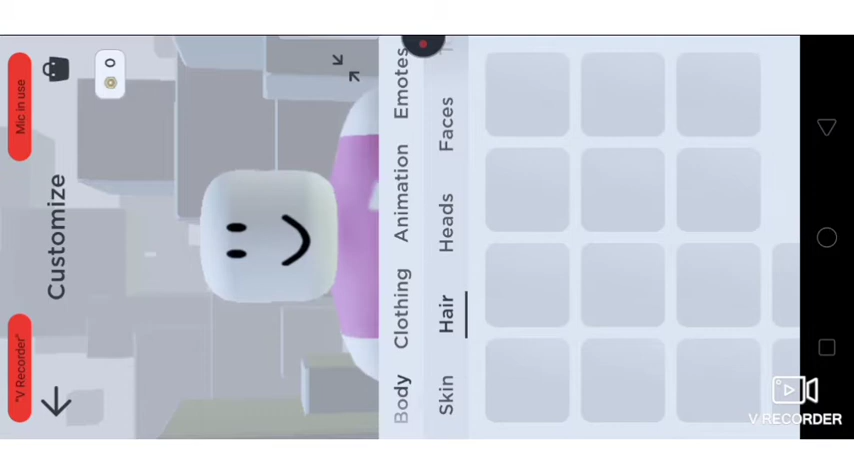 "V Recorder"
Mic in use
Customize
0
Body
Clothing
Animation
Emotes
Skin
Hair
Heads
Faces
V RECORDER